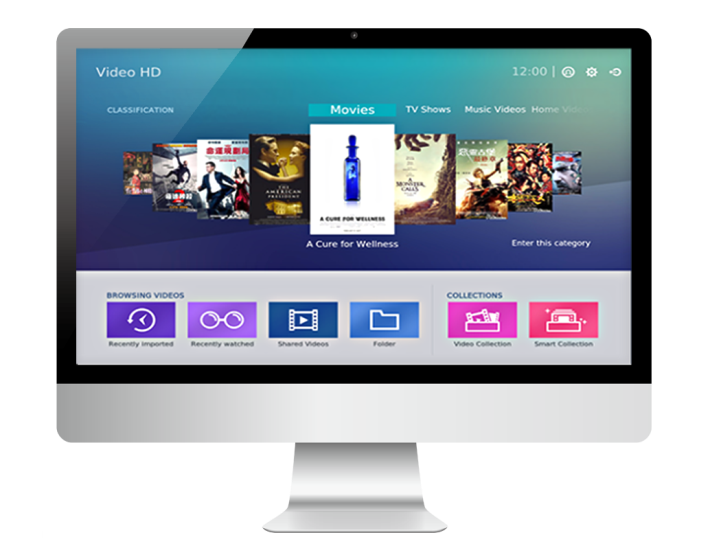 Video HD
12:00 |
CLASSIFICATION
Movies
TV Shows
Music Videos
Home
THE AMERICAN PRESIDENT
A CURE FOR WELLNESS
A MONSTER CALLS
A Cure for Wellness
Enter this category
BROWSING VIDEOS
COLLECTIONS
Recently Imported
Recently watched
Shared Videos
Folder
Video Collection
Smart Collection